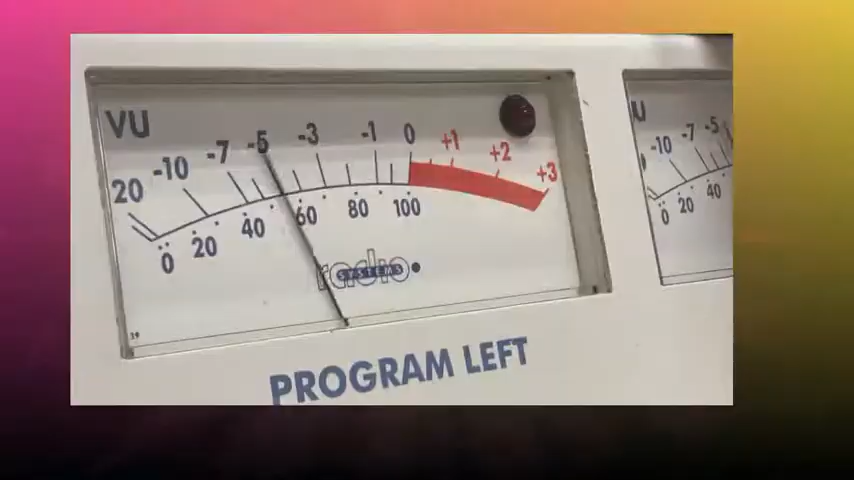 VU
20 -10 -7 -5 -3 -1 0 +1 +2 +3
0 20 40 60 80 100
radio
SYSTEMS
PROGRAM LEFT
-10 -7 -5
0 20 40